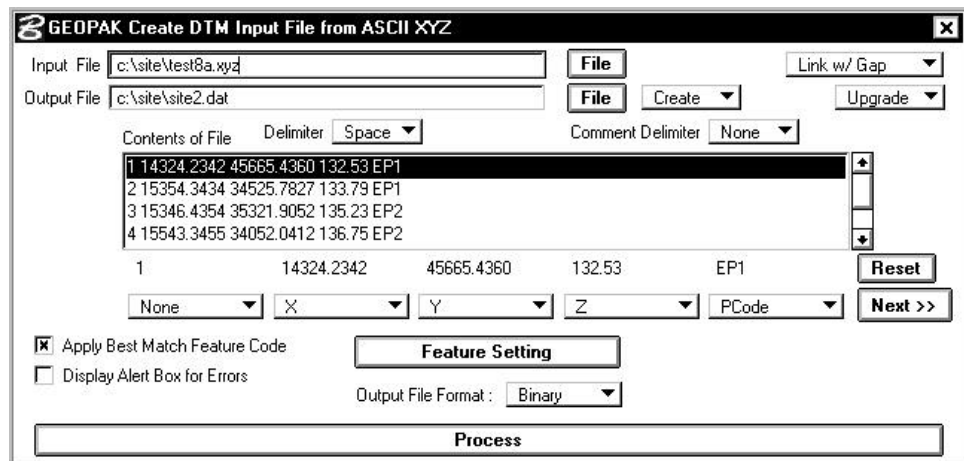 GEOPAK Create DTM Input File from ASCII XYZ
Input File c:\site\test8a.xyz File Link w/ Gap
Output File c:\site\site2.dat File Create Upgrade
Contents of File Delimiter Space Comment Delimiter None
1 14324.2342 45665.4360 132.53 EP1
2 15354.3434 34525.7827 133.79 EP1
3 15346.4354 35321.9052 135.23 EP2
4 15543.3455 34052.0412 136.75 EP2
1 14324.2342 45665.4360 132.53 EP1 Reset
None X Y Z PCode Next >>
Apply Best Match Feature Code Feature Setting
Display Alert Box for Errors
Output File Format : Binary
Process